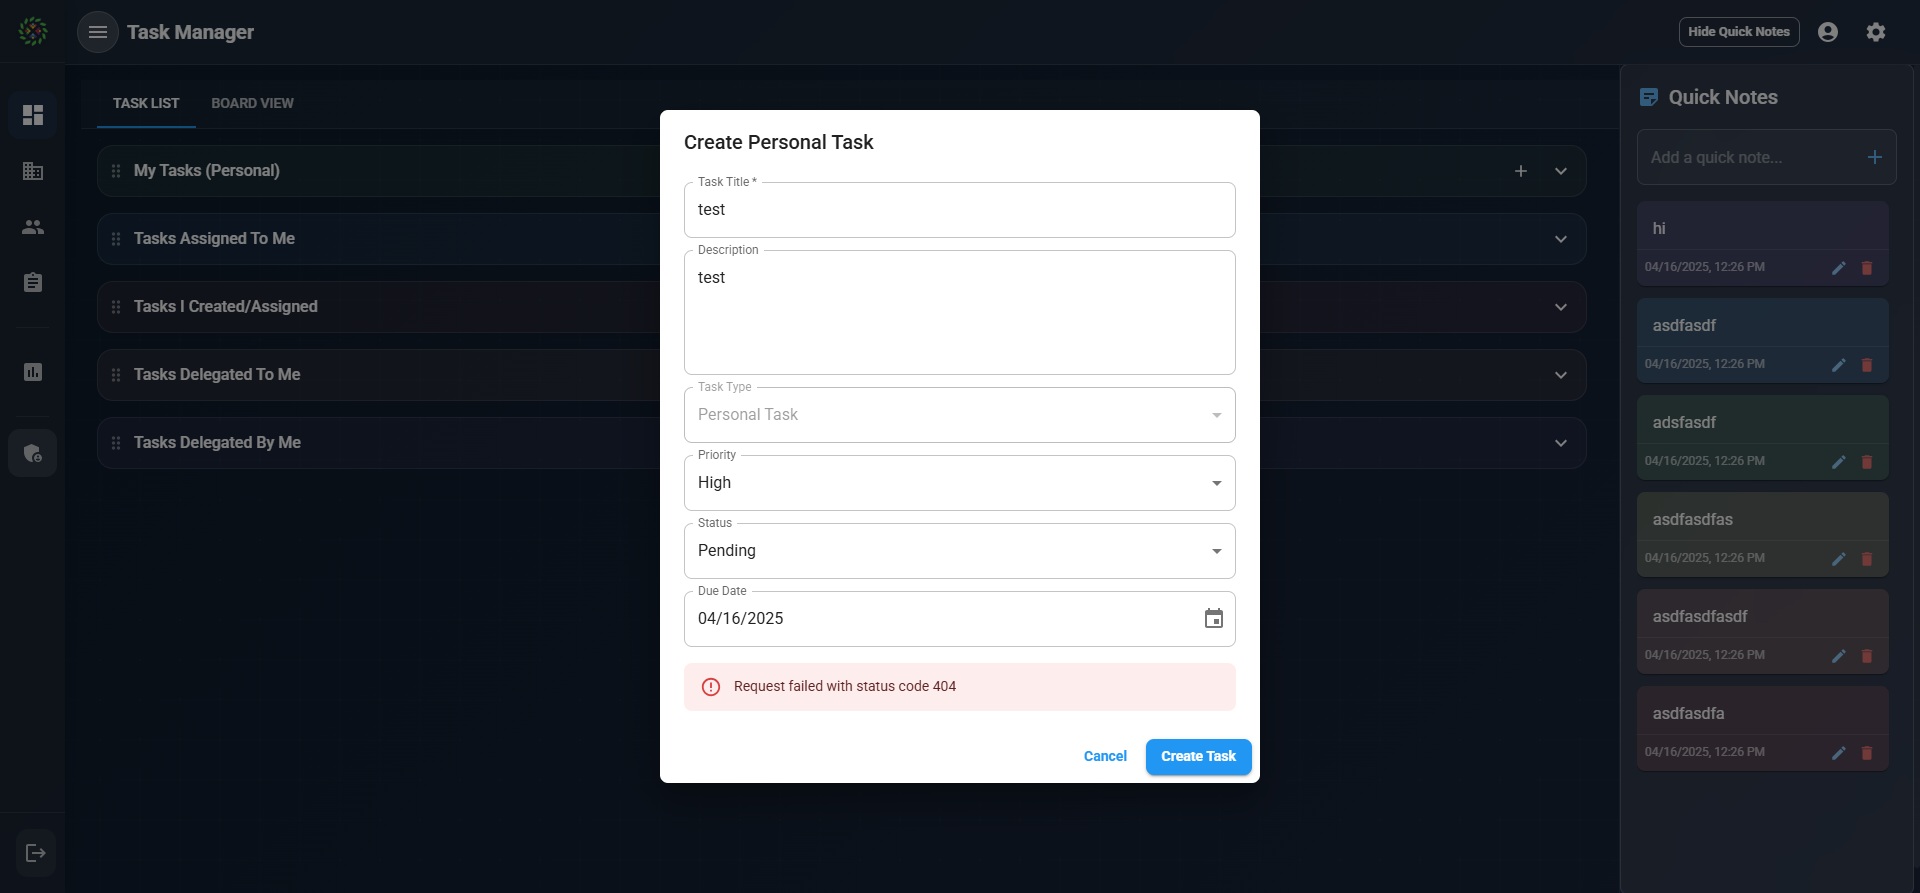 Task Manager
Hide Quick Notes
TASK LIST
BOARD VIEW
My Tasks (Personal)
Tasks Assigned To Me
Tasks I Created/Assigned
Tasks Delegated To Me
Tasks Delegated By Me
Create Personal Task
Task Title *
test
Description
test
Task Type
Personal Task
Priority
High
Status
Pending
Due Date
04/16/2025
Request failed with status code 404
Cancel
Create Task
Quick Notes
Add a quick note...
hi
04/16/2025, 12:26 PM
asdfasdf
04/16/2025, 12:26 PM
adsfasdf
04/16/2025, 12:26 PM
asdfasdfas
04/16/2025, 12:26 PM
asdfasdfasdf
04/16/2025, 12:26 PM
asdfasdfa
04/16/2025, 12:26 PM